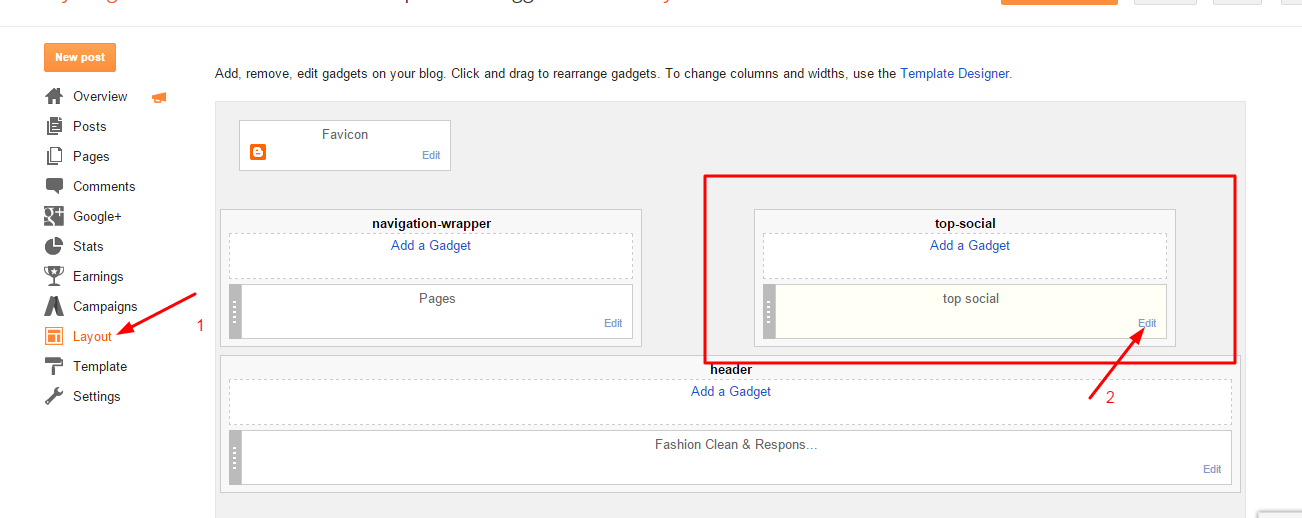 New post
Overview
Posts
Pages
Comments
Google+
Stats
Earnings
Campaigns
Layout
Template
Settings
1
Add, remove, edit gadgets on your blog. Click and drag to rearrange gadgets. To change columns and widths, use the Template Designer.
Favicon
Edit
navigation-wrapper
Add a Gadget
Pages
Edit
top-social
Add a Gadget
top social
Edit
2
header
Add a Gadget
Fashion Clean & Respons...
Edit